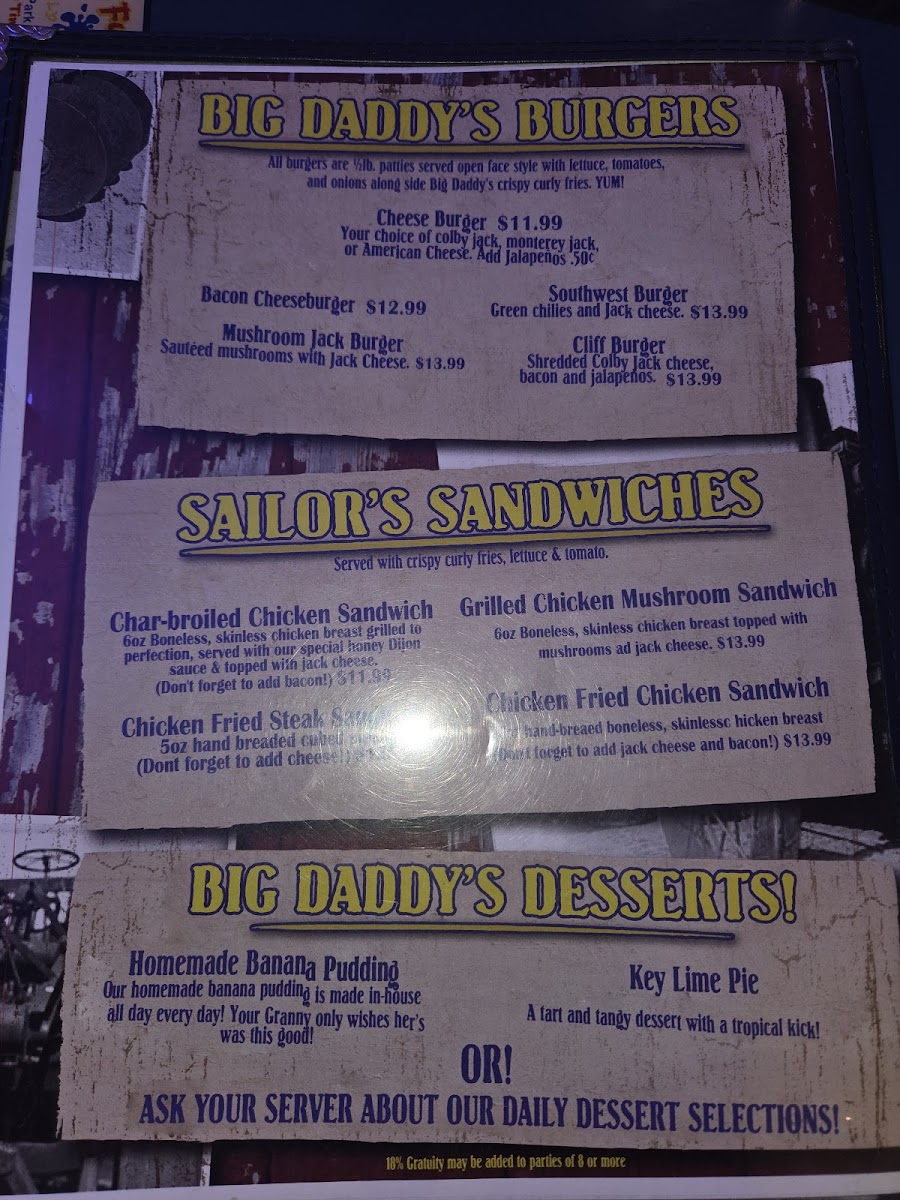 BIG DADDY'S BURGERS
All burgers are ½lb. patties served open face style with lettuce, tomatoes,
and onions along side Big Daddy's crispy curly fries. YUM!
Cheese Burger $11.99
Your choice of colby jack, monterey jack,
or American Cheese. Add Jalapeños .50¢
Bacon Cheeseburger $12.99
Mushroom Jack Burger
Sautéed mushrooms with Jack Cheese. $13.99
Southwest Burger
Green chilies and Jack cheese. $13.99
Cliff Burger
Shredded Colby Jack cheese,
bacon and jalapeños. $13.99
SAILOR'S SANDWICHES
Served with crispy curly fries, lettuce & tomato.
Char-broiled Chicken Sandwich
6oz Boneless, skinless chicken breast grilled to
perfection, served with our special honey Dijon
sauce & topped with jack cheese.
(Don't forget to add bacon!) $11.99
Grilled Chicken Mushroom Sandwich
6oz Boneless, skinless chicken breast topped with
mushrooms ad jack cheese. $13.99
Chicken Fried Steak
5oz hand breaded cubed
(Dont forget to add cheese!)
Chicken Fried Chicken Sandwich
hand-breaed boneless, skinlessc hicken breast
(Don't forget to add jack cheese and bacon!) $13.99
BIG DADDY'S DESSERTS!
Homemade Banana Pudding
Our homemade banana pudding is made in-house
all day every day! Your Granny only wishes her's
was this good!
Key Lime Pie
A tart and tangy dessert with a tropical kick!
OR!
ASK YOUR SERVER ABOUT OUR DAILY DESSERT SELECTIONS!
18% Gratuity may be added to parties of 8 or more